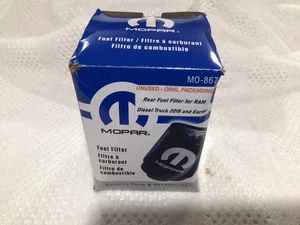 MOPAR
Fuel Filter / Filtre à carburant
Filtro de combustible
MO-867
UNUSED - ORIG. PACKAGING
Rear Fuel Filter for RAM
Diesel Truck 2018 and Earlier
MOPAR
Fuel Filter
Filtre à
carburant
Filtro de
combustible